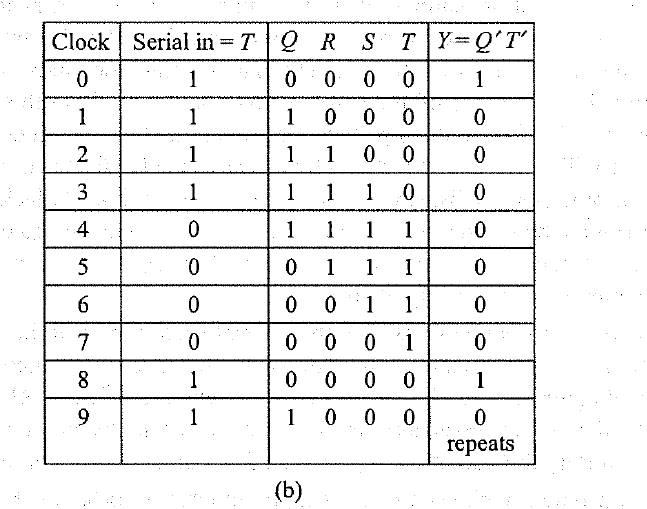 Clock Serial in = T Q R S T Y = Q′T′
0 1 0 0 0 0 1
1 1 1 0 0 0 0
2 1 1 1 0 0 0
3 1 1 1 1 0 0
4 0 1 1 1 1 0
5 0 0 1 1 1 0
6 0 0 0 1 1 0
7 0 0 0 0 1 0
8 1 0 0 0 0 1
9 1 1 0 0 0 0
repeats
(b)